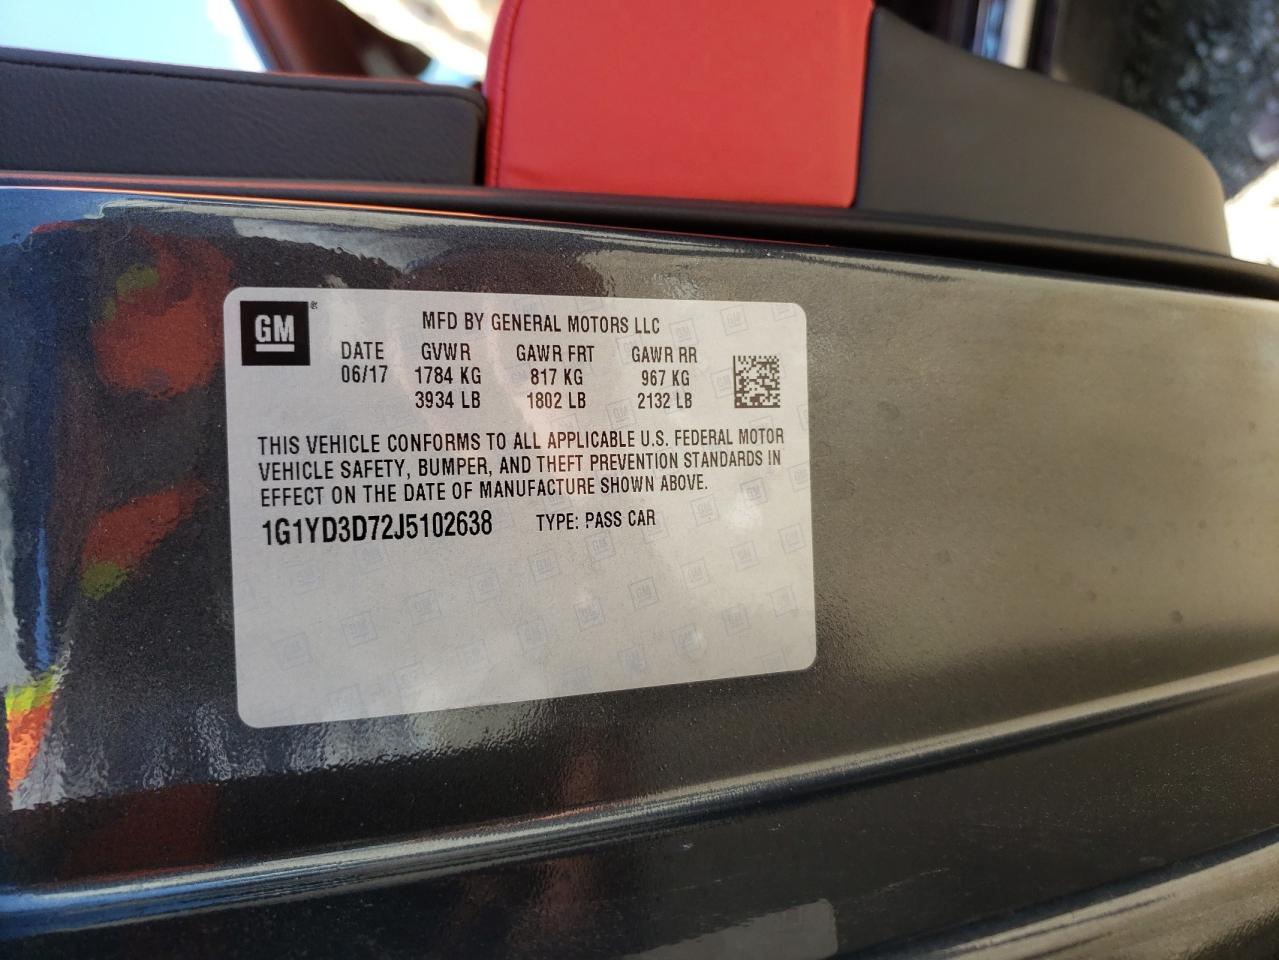 GM ®
MFD BY GENERAL MOTORS LLC
DATE GVWR GAWR FRT GAWR RR
06/17 1784 KG 817 KG 967 KG
3934 LB 1802 LB 2132 LB
THIS VEHICLE CONFORMS TO ALL APPLICABLE U.S. FEDERAL MOTOR
VEHICLE SAFETY, BUMPER, AND THEFT PREVENTION STANDARDS IN
EFFECT ON THE DATE OF MANUFACTURE SHOWN ABOVE.
1G1YD3D72J5102638 TYPE: PASS CAR